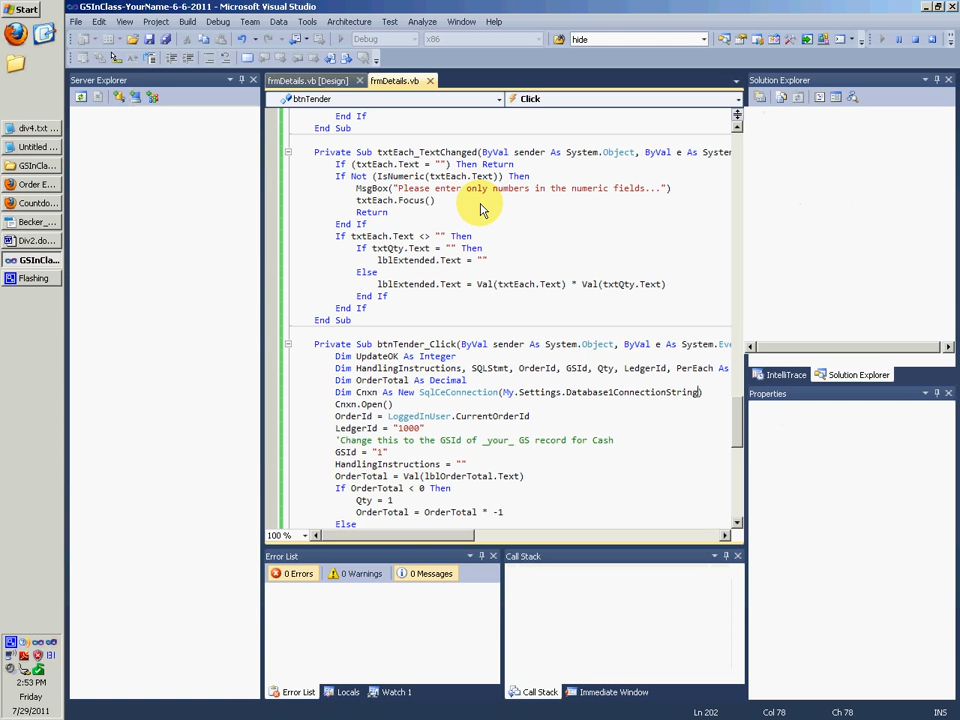 Start
GSInClass-YourName-6-6-2011 - Microsoft Visual Studio
File Edit View Project Build Debug Team Data Tools Architecture Test Analyze Window Help
Debug x86 hide
Server Explorer
frmDetails.vb [Design] frmDetails.vb
Solution Explorer
btnTender Click
End If
End Sub
Private Sub txtEach_TextChanged(ByVal sender As System.Object, ByVal e As System
If (txtEach.Text = "") Then Return
If Not (IsNumeric(txtEach.Text)) Then
MsgBox("Please enter only numbers in the numeric fields...")
txtEach.Focus()
Return
End If
If txtEach.Text <> "" Then
If txtQty.Text = "" Then
lblExtended.Text = ""
Else
lblExtended.Text = Val(txtEach.Text) * Val(txtQty.Text)
End If
End If
End Sub
Private Sub btnTender_Click(ByVal sender As System.Object, ByVal e As System.Eve
Dim UpdateOK As Integer
Dim HandlingInstructions, SQLStmt, OrderId, GSId, Qty, LedgerId, PerEach As
Dim OrderTotal As Decimal
Dim Cnxn As New SqlCeConnection(My.Settings.Database1ConnectionString)
Cnxn.Open()
OrderId = LoggedInUser.CurrentOrderId
LedgerId = "1000"
'Change this to the GSId of _your_ GS record for Cash
GSId = "1"
HandlingInstructions = ""
OrderTotal = Val(lblOrderTotal.Text)
If OrderTotal < 0 Then
Qty = 1
OrderTotal = OrderTotal * -1
Else
100 %
IntelliTrace Solution Explorer
Properties
Error List
0 Errors 0 Warnings 0 Messages
Call Stack
Error List Locals Watch 1
Call Stack Immediate Window
Ln 202 Col 78 Ch 78 INS
div4.txt ...
Untitled ...
GSInCla...
Order E...
Countdo...
Becker_...
Div2.do...
GSInCla...
Flashing
2:53 PM
Friday
7/29/2011